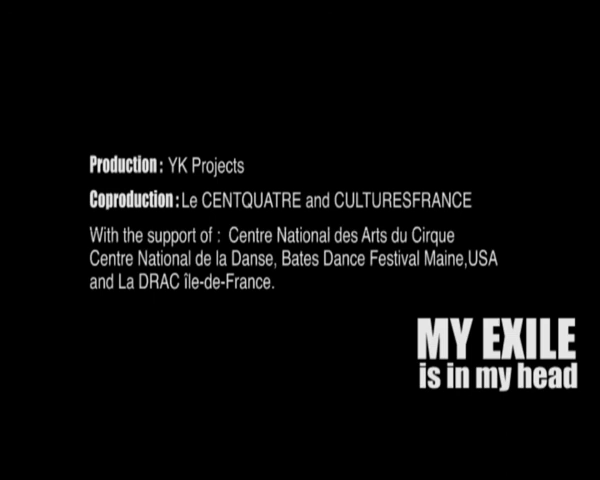 Production: YK Projects
Coproduction:Le CENTQUATRE and CULTURESFRANCE
With the support of : Centre National des Arts du Cirque
Centre National de la Danse, Bates Dance Festival Maine,USA
and La DRAC île-de-France.
MY EXILE
is in my head